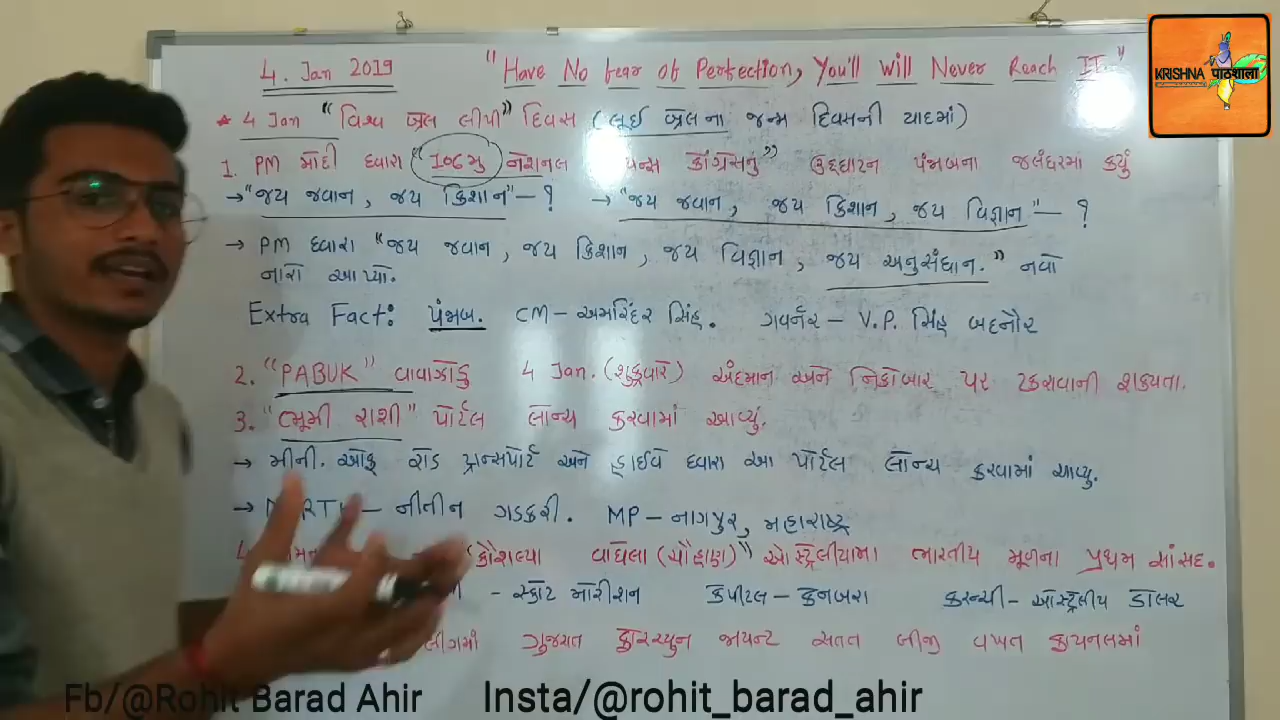 4. Jan 2019
"Have No fear of Perfection, You'll will Never Reach IT."
KRISHNA પાઠશાલા
* 4 Jan "વિશ્વ બ્રેલ લીપી" દિવસ (લૂઈ બ્રેલના જન્મ દિવસની યાદમાં)
1. PM મોદી દ્વારા "106મુ નેશનલ યન્સ કોંગ્રેસનું" ઉદ્દઘાટન પંજાબના જલંધરમા કર્યું
→ "જય જવાન, જય કિશાન" — ? → "જય જવાન, જય કિશાન, જય વિજ્ઞાન" — ?
→ PM દ્વારા "જય જવાન, જય કિશાન, જય વિજ્ઞાન, જય અનુસંધાન." નવો
નારો આપ્યો.
Extra Fact: પંજાબ. CM – અમરિંદર સિંહ. ગવર્નર – V.P. સિંહ બદનૌર
2. "PABUK" વાવાઝોડુ 4 Jan. (શુક્રવારે) અંદમાન અને નિકોબાર પર ટકરાવાની શક્યતા.
3. "ભૂમી રાશી" પોર્ટલ લોન્ચ કરવામાં આવ્યું.
→ મીની. ઓફ રોડ ટ્રાન્સપોર્ટ અને હાઈવે દ્વારા આ પોર્ટલ લોન્ચ કરવામાં આવ્યુ.
→ – નીતીન ગડકરી. MP – નાગપુર, મહારાષ્ટ્ર
"કૌશલ્યા વાઘેલા (ચૌહાણ)" ઓસ્ટ્રેલીયામા ભારતીય મૂળના પ્રથમ સાંસદ.
- સ્કોટ મોરીશન કેપીટલ – કેનબરા કરન્સી – ઓસ્ટ્રેલીય ડોલર
લીગમાં ગુજરાત ફોરચ્યુન જાયન્ટ સતત બીજી વખત ફાયનલમાં
Fb/@Rohit Barad Ahir Insta/@rohit_barad_ahir